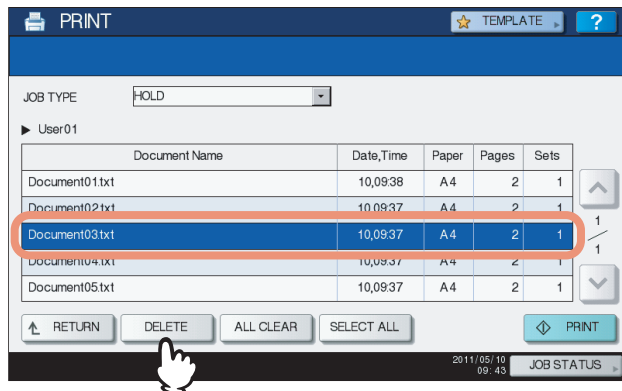 PRINT TEMPLATE ?
JOB TYPE HOLD
User01
Document Name Date,Time Paper Pages Sets
Document01.txt 10,09:38 A4 2 1
Document02.txt 10,09:37 A4 2 1
Document03.txt 10,09:37 A4 2 1
Document04.txt 10,09:37 A4 2 1
Document05.txt 10,09:37 A4 2 1
1
1
RETURN DELETE ALL CLEAR SELECT ALL PRINT
2011/05/10
09:43 JOB STATUS